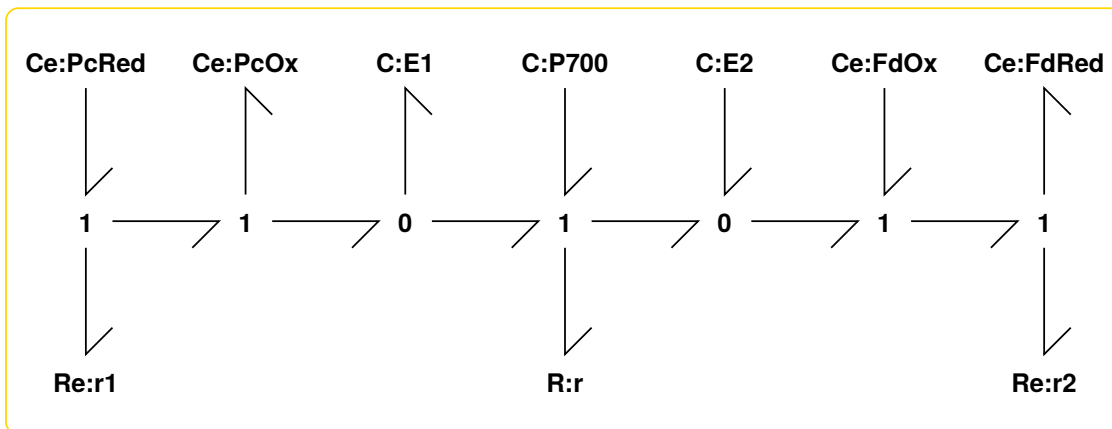 Ce:PcRed Ce:PcOx C:E1 C:P700 C:E2 Ce:FdOx Ce:FdRed
1 1 0 1 0 1 1
Re:r1 R:r Re:r2